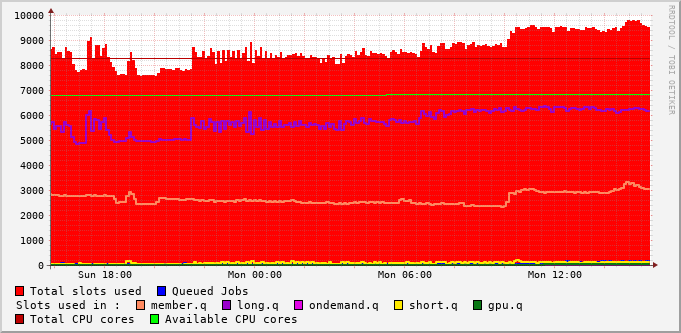 10000
9000
8000
7000
6000
5000
4000
3000
2000
1000
0
Sun 18:00 Mon 00:00 Mon 06:00 Mon 12:00
Total slots used Queued Jobs
Slots used in : member.q long.q ondemand.q short.q gpu.q
Total CPU cores Available CPU cores
RRDTOOL / TOBI OETIKER